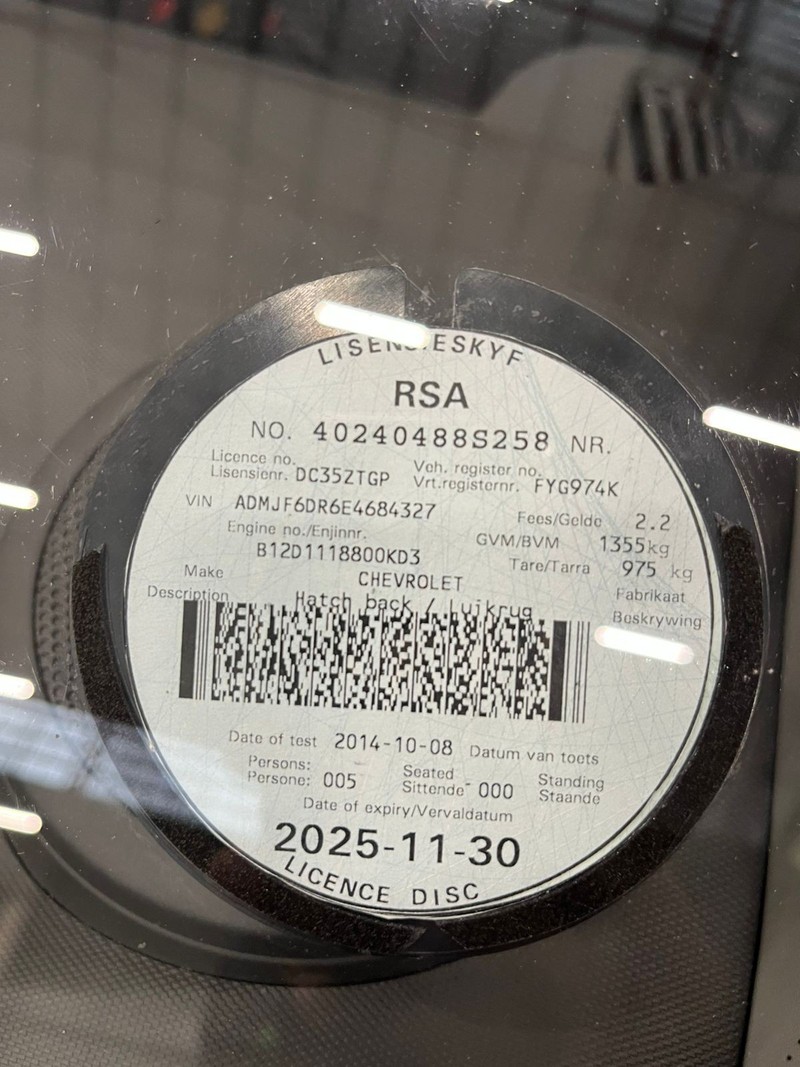 LISENSIESKYF
RSA
NO. 40240488S258 NR.
Licence no.
Lisensienr. DC35ZTGP
Veh. register no.
Vrt.registernr. FYG974K
VIN ADMJF6DR6E4684327
Fees/Gelde 2.2
Engine no./Enjinnr.
B12D1118800KD3
GVM/BVM 1355kg
Tare/Tarra 975 kg
Make CHEVROLET Fabrikaat
Description Hatch back / Luikrug Beskrywing
Date of test 2014-10-08 Datum van toets
Persons: Seated Standing
Persone: 005 Sittende 000 Staande
Date of expiry/Vervaldatum
2025-11-30
LICENCE DISC